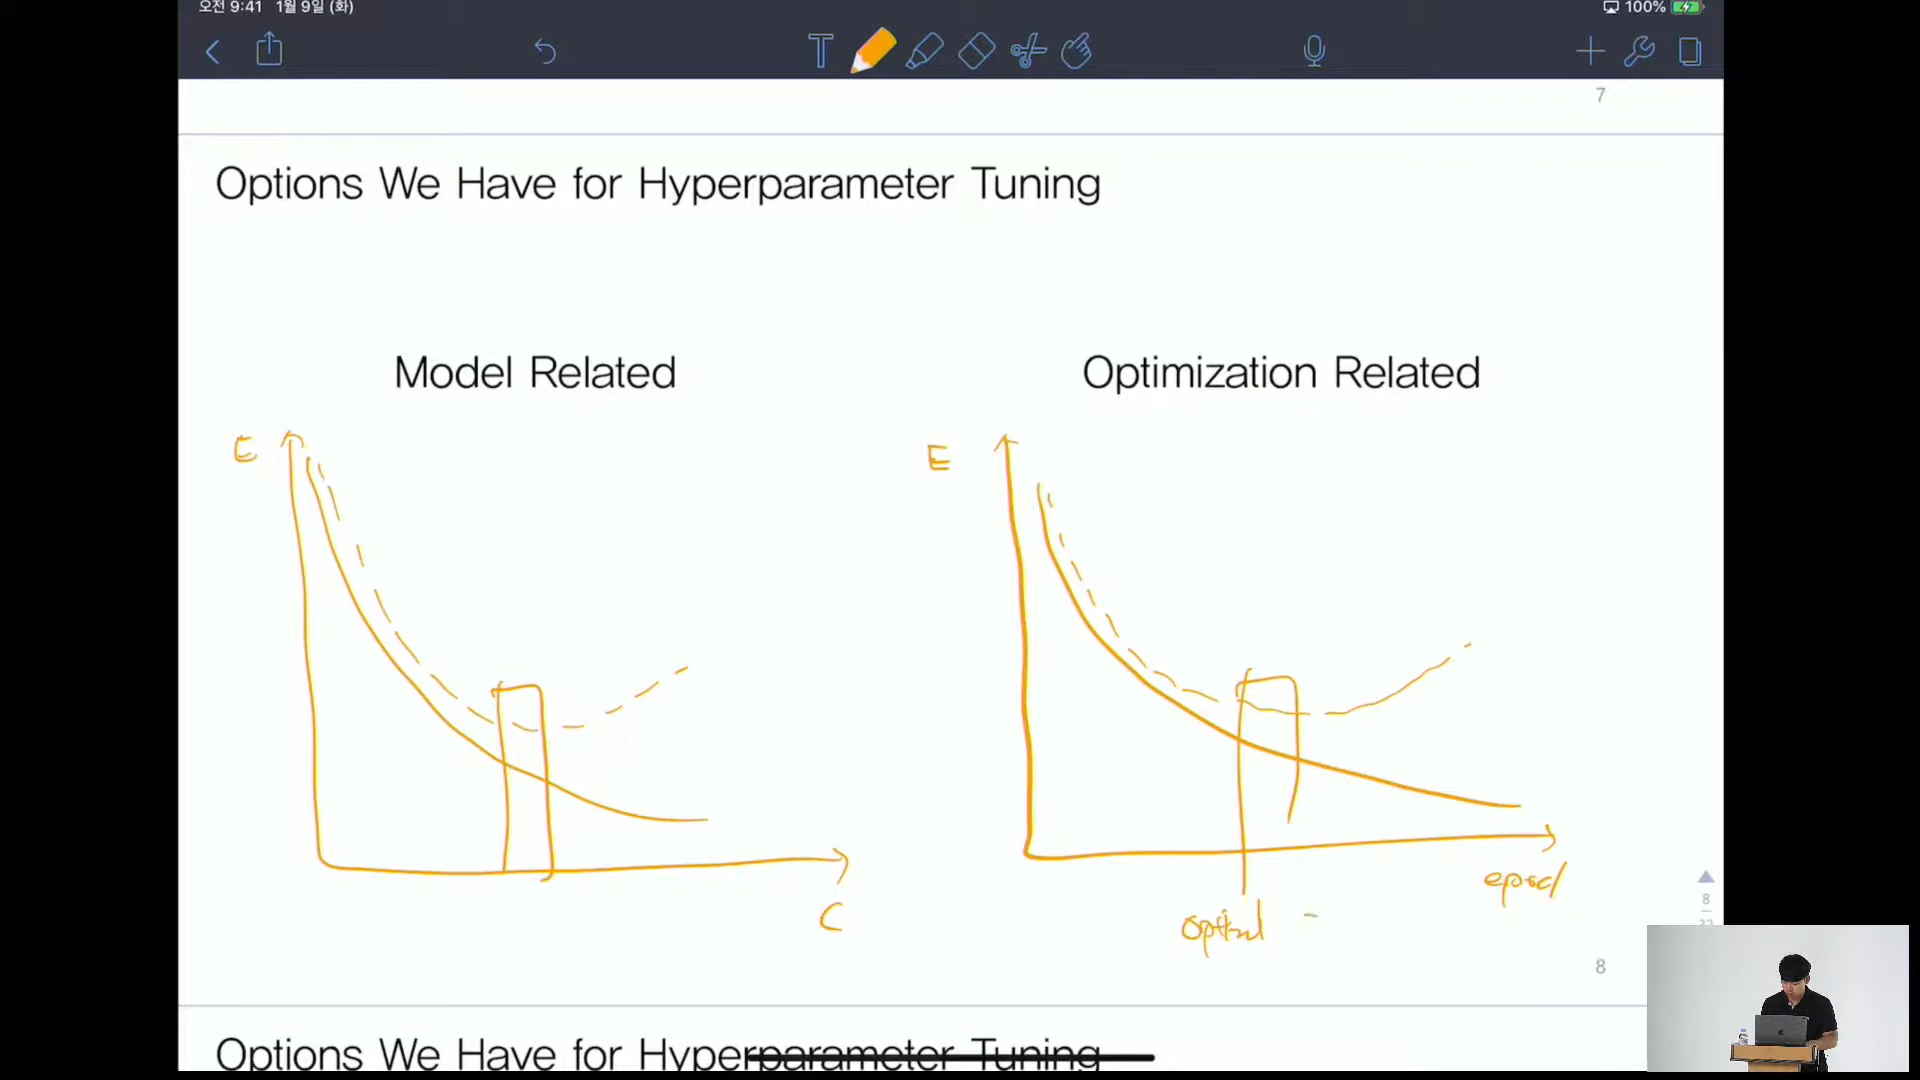 오전 9:41 1월 9일 (화)
100%
T
7
Options We Have for Hyperparameter Tuning
Model Related
Optimization Related
E
E
C
epoch
optimal
8
8
Options We Have for Hyperparameter Tuning